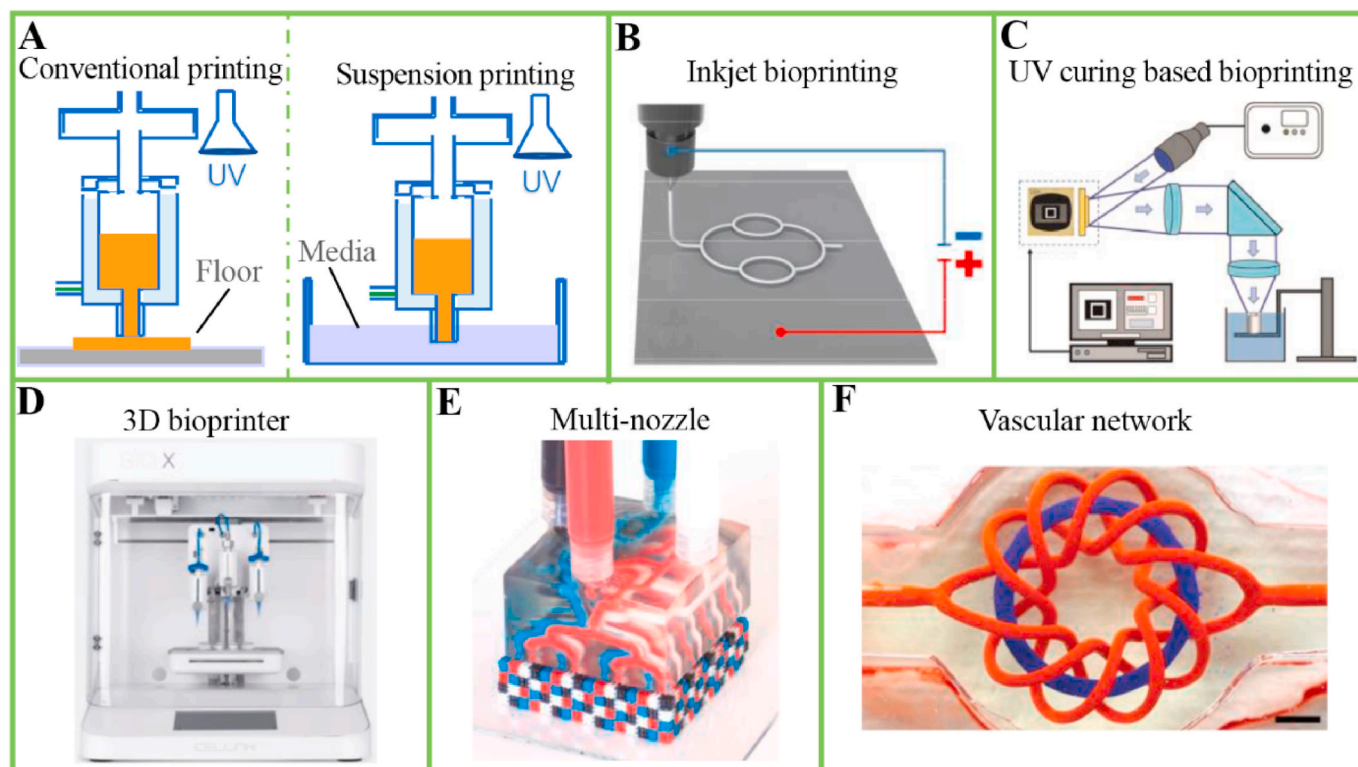 A
Conventional printing
Suspension printing
UV
UV
Floor
Media
B
Inkjet bioprinting
C
UV curing based bioprinting
D
3D bioprinter
CELLINK
E
Multi-nozzle
F
Vascular network